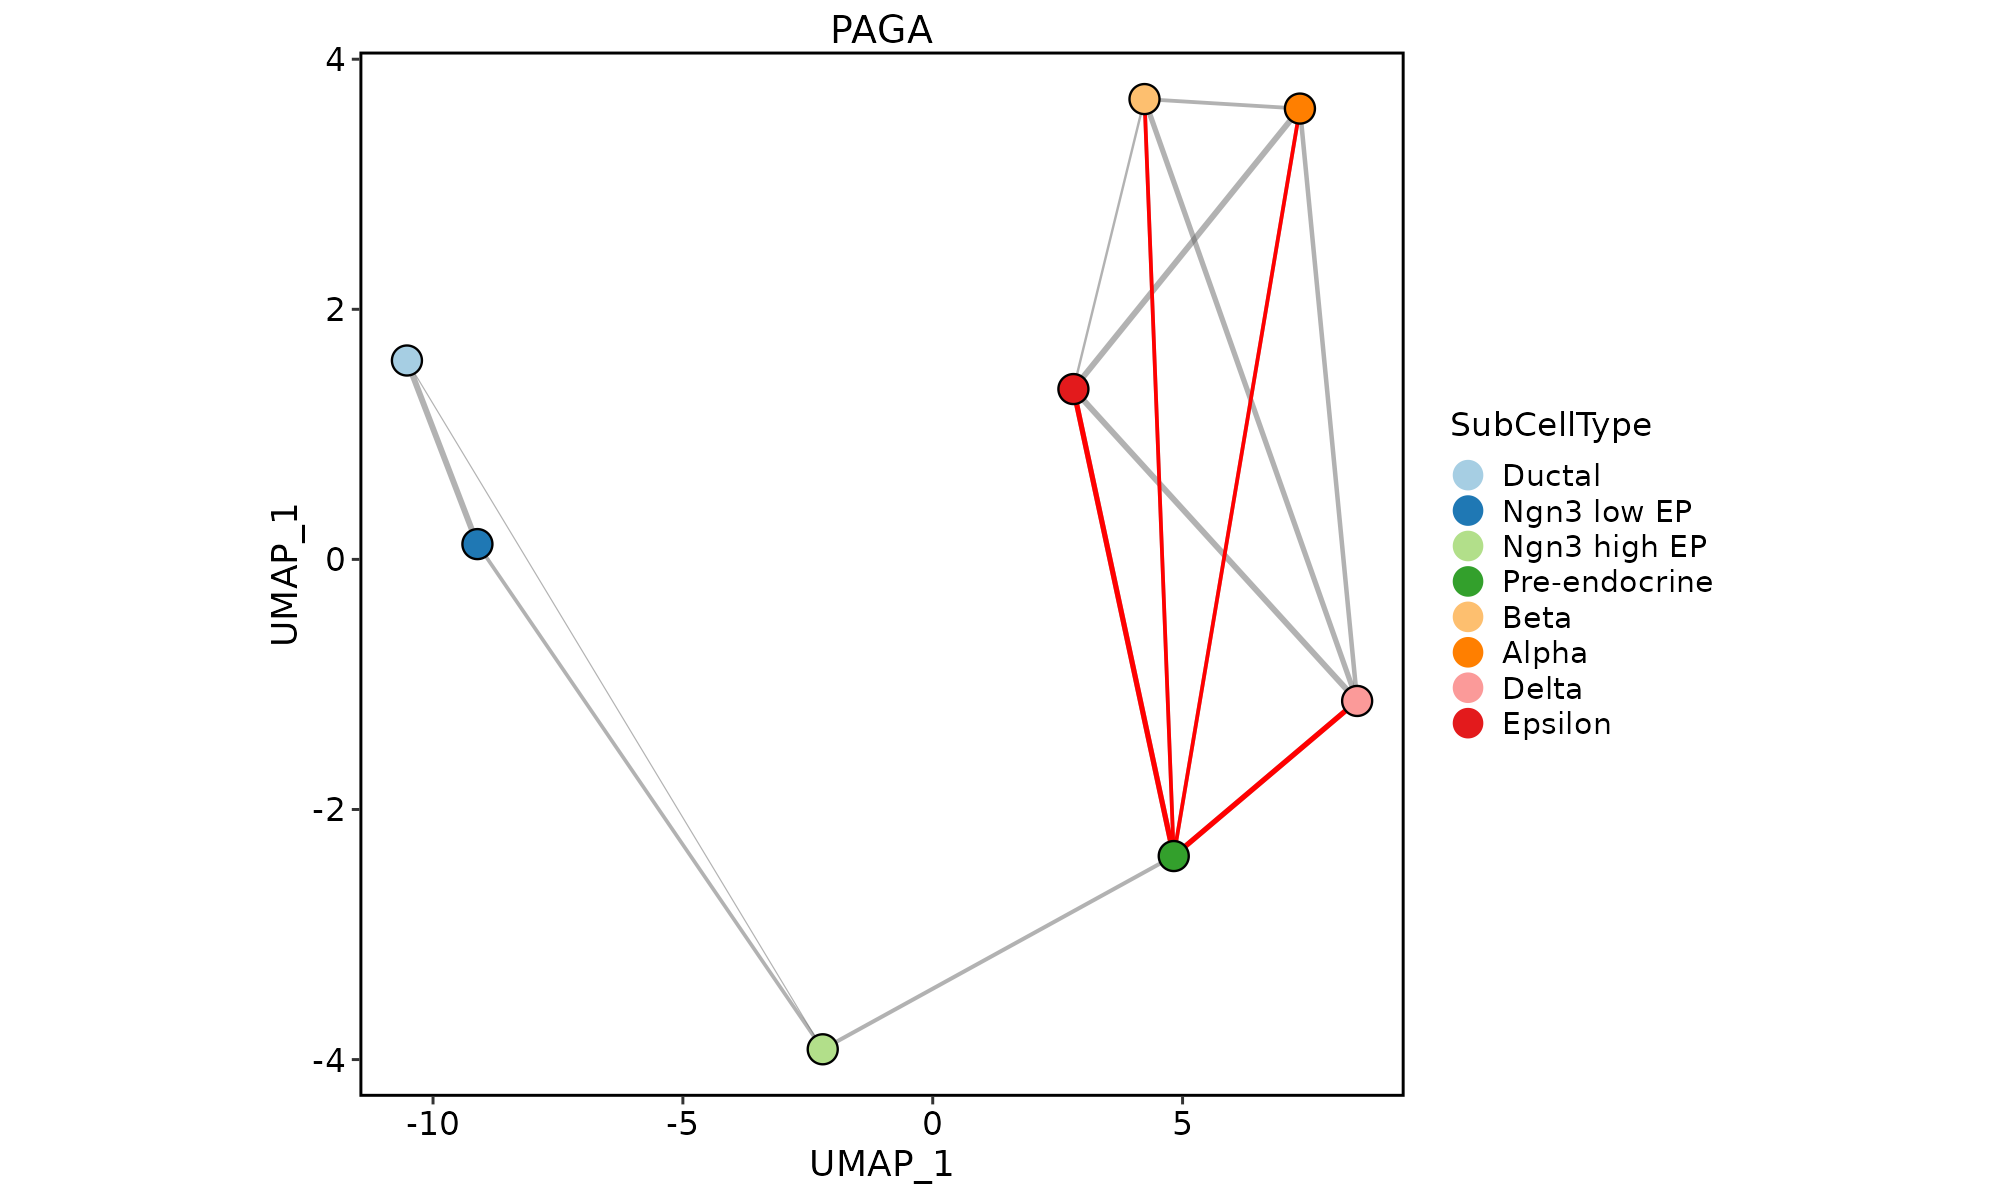 PAGA
4
2
0
-2
-4
UMAP_1
-10 -5 0 5
UMAP_1
SubCellType
Ductal
Ngn3 low EP
Ngn3 high EP
Pre-endocrine
Beta
Alpha
Delta
Epsilon